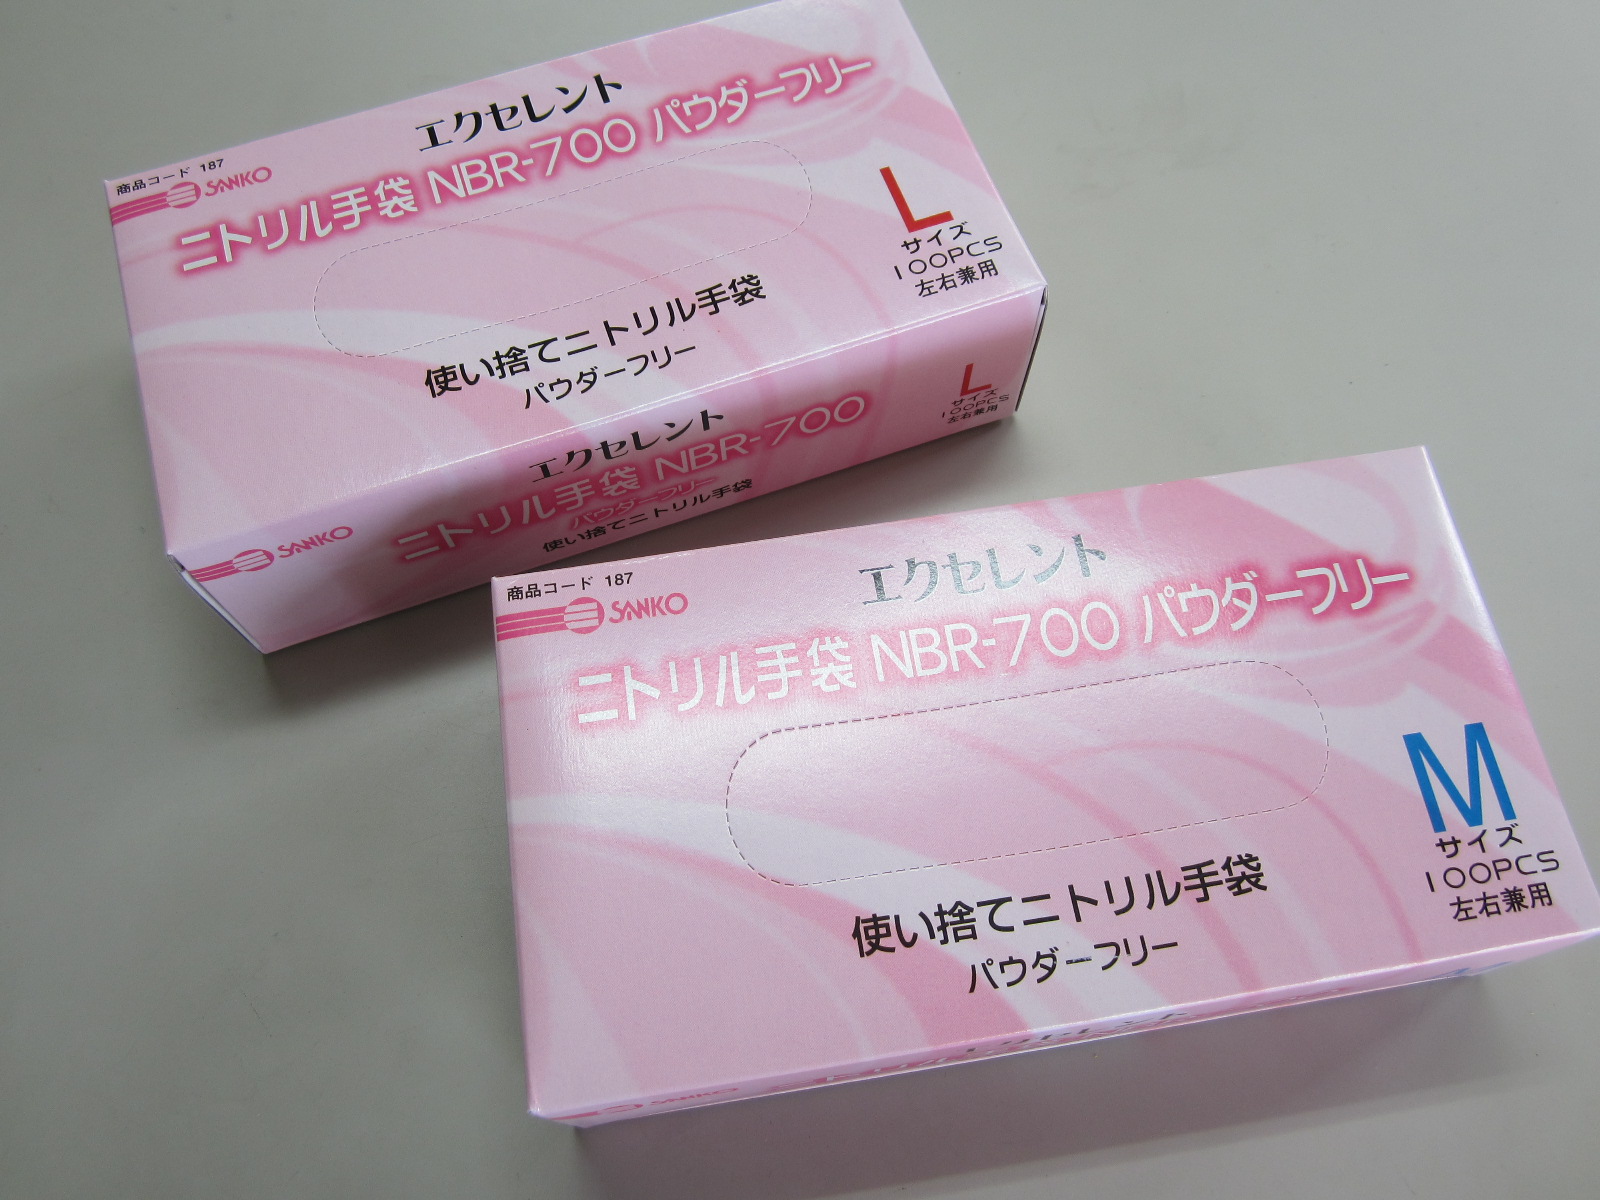 商品コード 187
SANKO
エクセレント
ニトリル手袋 NBR-700 パウダーフリー
L
サイズ
100PCS
左右兼用
使い捨てニトリル手袋
パウダーフリー
SANKO
エクセレント
ニトリル手袋 NBR-700
パウダーフリー
使い捨てニトリル手袋
L
サイズ
100PCS
左右兼用
商品コード 187
SANKO
エクセレント
ニトリル手袋 NBR-700 パウダーフリー
M
サイズ
100PCS
左右兼用
使い捨てニトリル手袋
パウダーフリー
SANKO